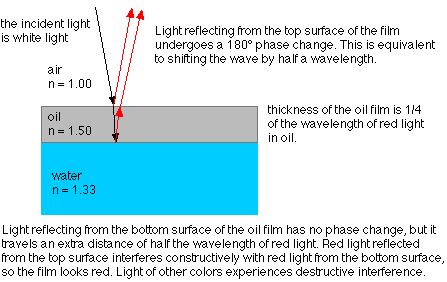 the incident light
is white light
Light reflecting from the top surface of the film
undergoes a 180° phase change. This is equivalent
to shifting the wave by half a wavelength.
air
n = 1.00
oil
n = 1.50
thickness of the oil film is 1/4
of the wavelength of red light
in oil.
water
n = 1.33
Light reflecting from the bottom surface of the oil film has no phase change, but it
travels an extra distance of half the wavelength of red light. Red light reflected
from the top surface interferes constructively with red light from the bottom surface,
so the film looks red. Light of other colors experiences destructive interference.